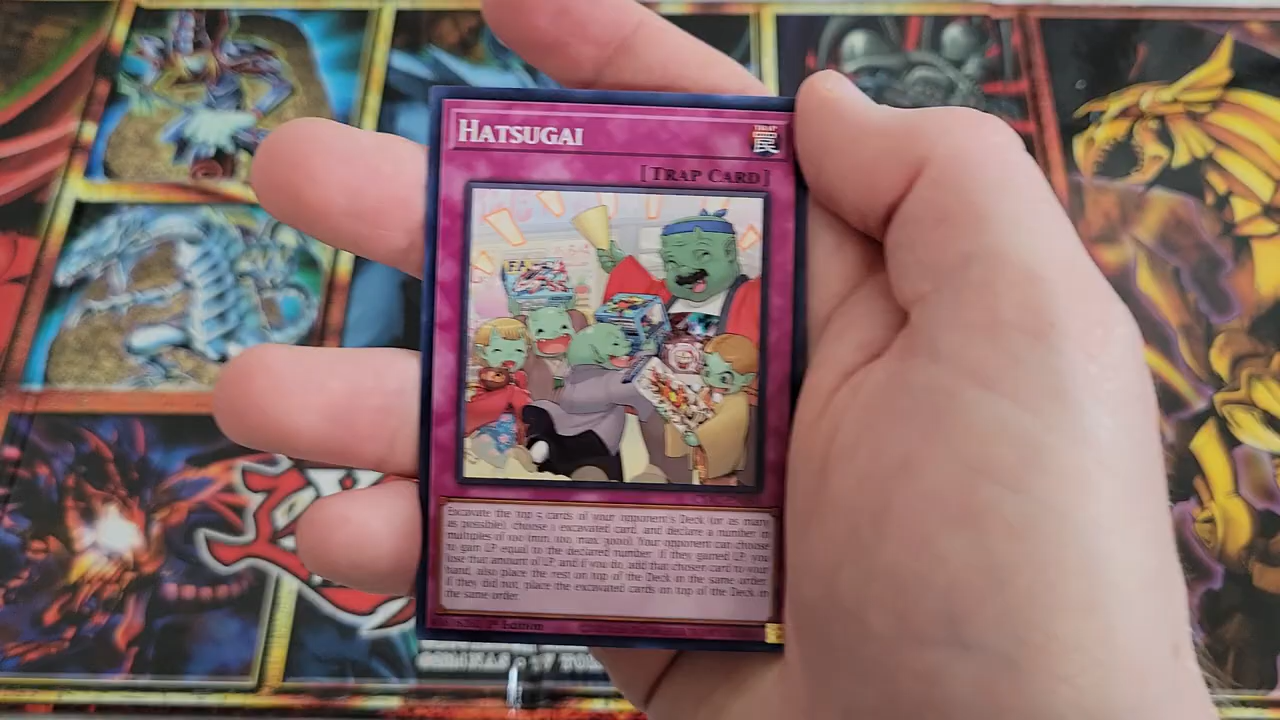 HATSUGAI
TRAP
罠
[TRAP CARD]
Excavate the top 5 cards of your opponent's Deck (or as many
as possible), choose 1 excavated card, and declare a number in
multiples of 100 (min. 100, max. 3000). Your opponent can choose
to gain LP equal to the declared number. If they gained LP, you
lose that amount of LP, and if you do, add that chosen card to your
hand, also place the rest on top of the Deck in the same order.
If they did not, place the excavated cards on top of the Deck in
the same order.
1st Edition